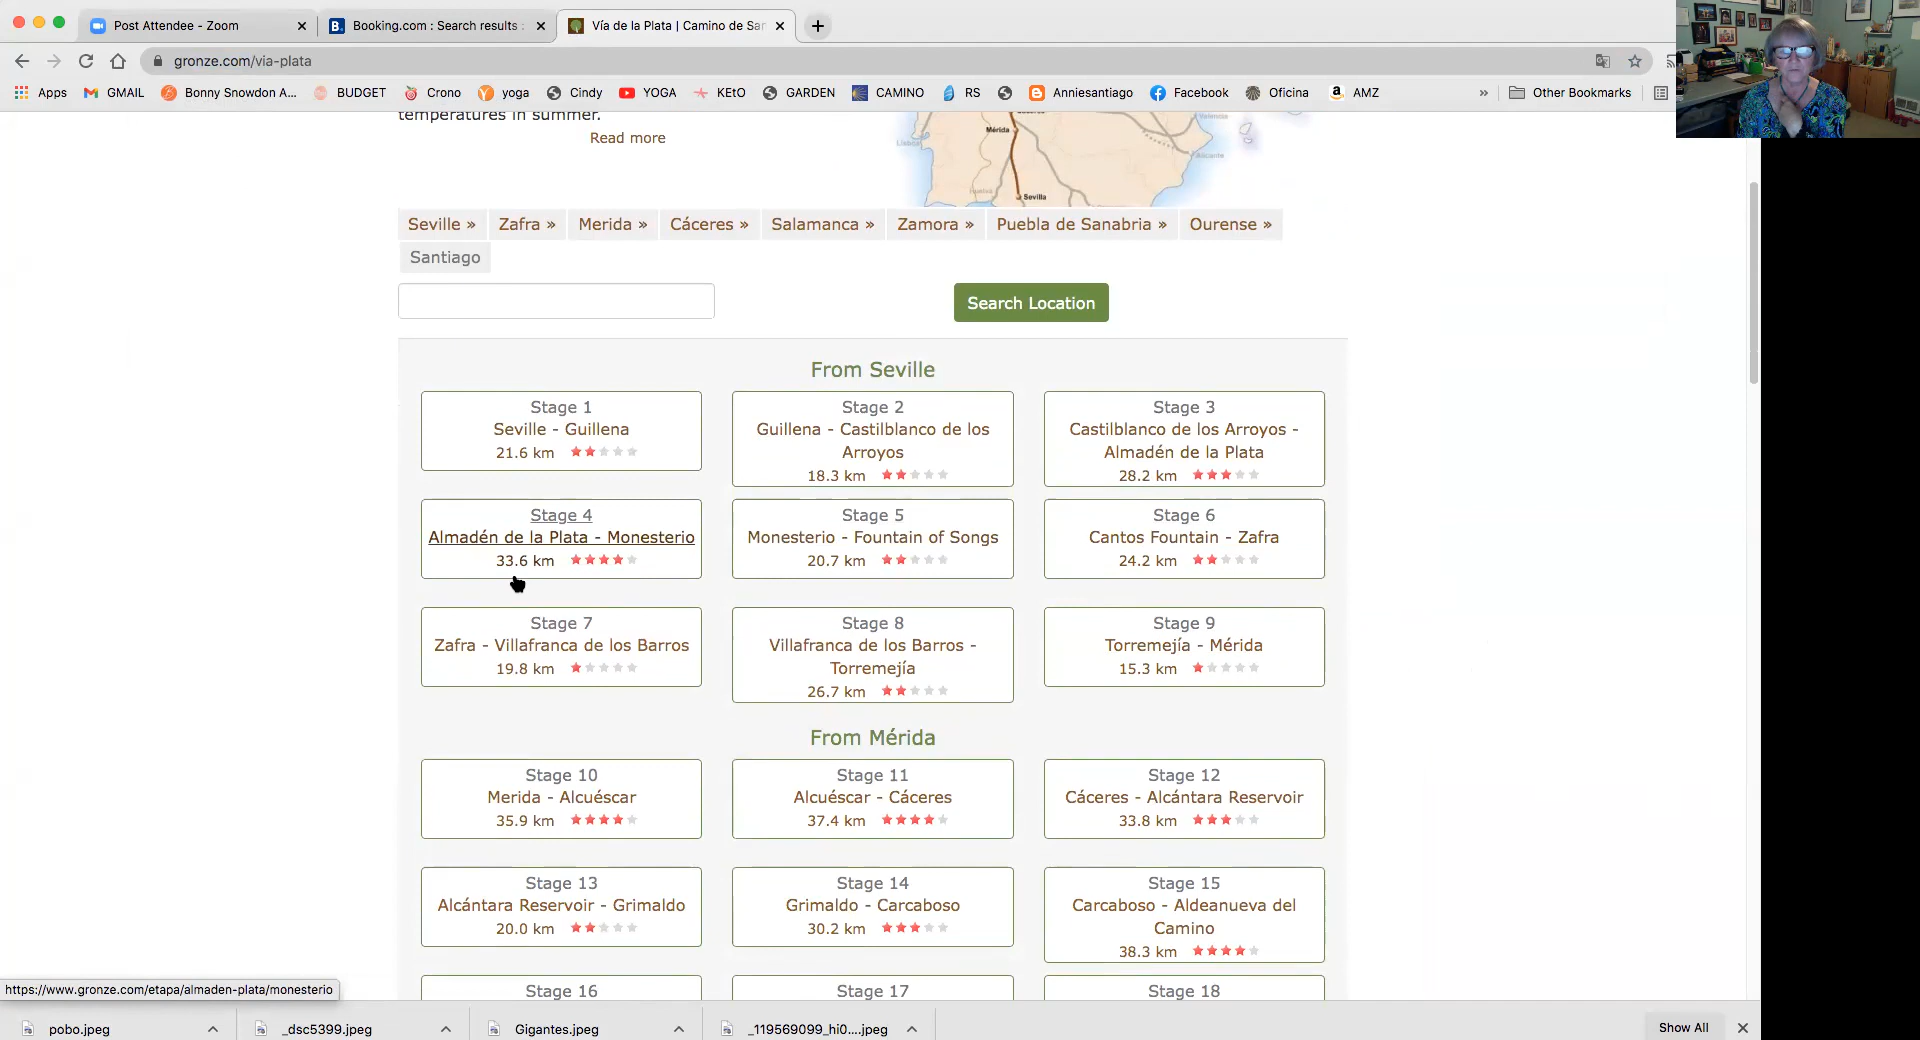 Post Attendee - Zoom
Booking.com : Search results :
Vía de la Plata | Camino de Sar
gronze.com/via-plata
Apps GMAIL Bonny Snowdon A... BUDGET Crono yoga Cindy YOGA KEtO GARDEN CAMINO RS Anniesantiago Facebook Oficina AMZ » Other Bookmarks
temperatures in summer.
Read more
Mérida
Lisboa
Valencia
Alicante
Huelva
Sevilla
Seville » Zafra » Merida » Cáceres » Salamanca » Zamora » Puebla de Sanabria » Ourense »
Santiago
Search Location
From Seville
Stage 1
Seville - Guillena
21.6 km
Stage 2
Guillena - Castilblanco de los
Arroyos
18.3 km
Stage 3
Castilblanco de los Arroyos -
Almadén de la Plata
28.2 km
Stage 4
Almadén de la Plata - Monesterio
33.6 km
Stage 5
Monesterio - Fountain of Songs
20.7 km
Stage 6
Cantos Fountain - Zafra
24.2 km
Stage 7
Zafra - Villafranca de los Barros
19.8 km
Stage 8
Villafranca de los Barros -
Torremejía
26.7 km
Stage 9
Torremejía - Mérida
15.3 km
From Mérida
Stage 10
Merida - Alcuéscar
35.9 km
Stage 11
Alcuéscar - Cáceres
37.4 km
Stage 12
Cáceres - Alcántara Reservoir
33.8 km
Stage 13
Alcántara Reservoir - Grimaldo
20.0 km
Stage 14
Grimaldo - Carcaboso
30.2 km
Stage 15
Carcaboso - Aldeanueva del
Camino
38.3 km
Stage 16
Stage 17
Stage 18
https://www.gronze.com/etapa/almaden-plata/monesterio
pobo.jpeg
_dsc5399.jpeg
Gigantes.jpeg
_119569099_hi0....jpeg
Show All